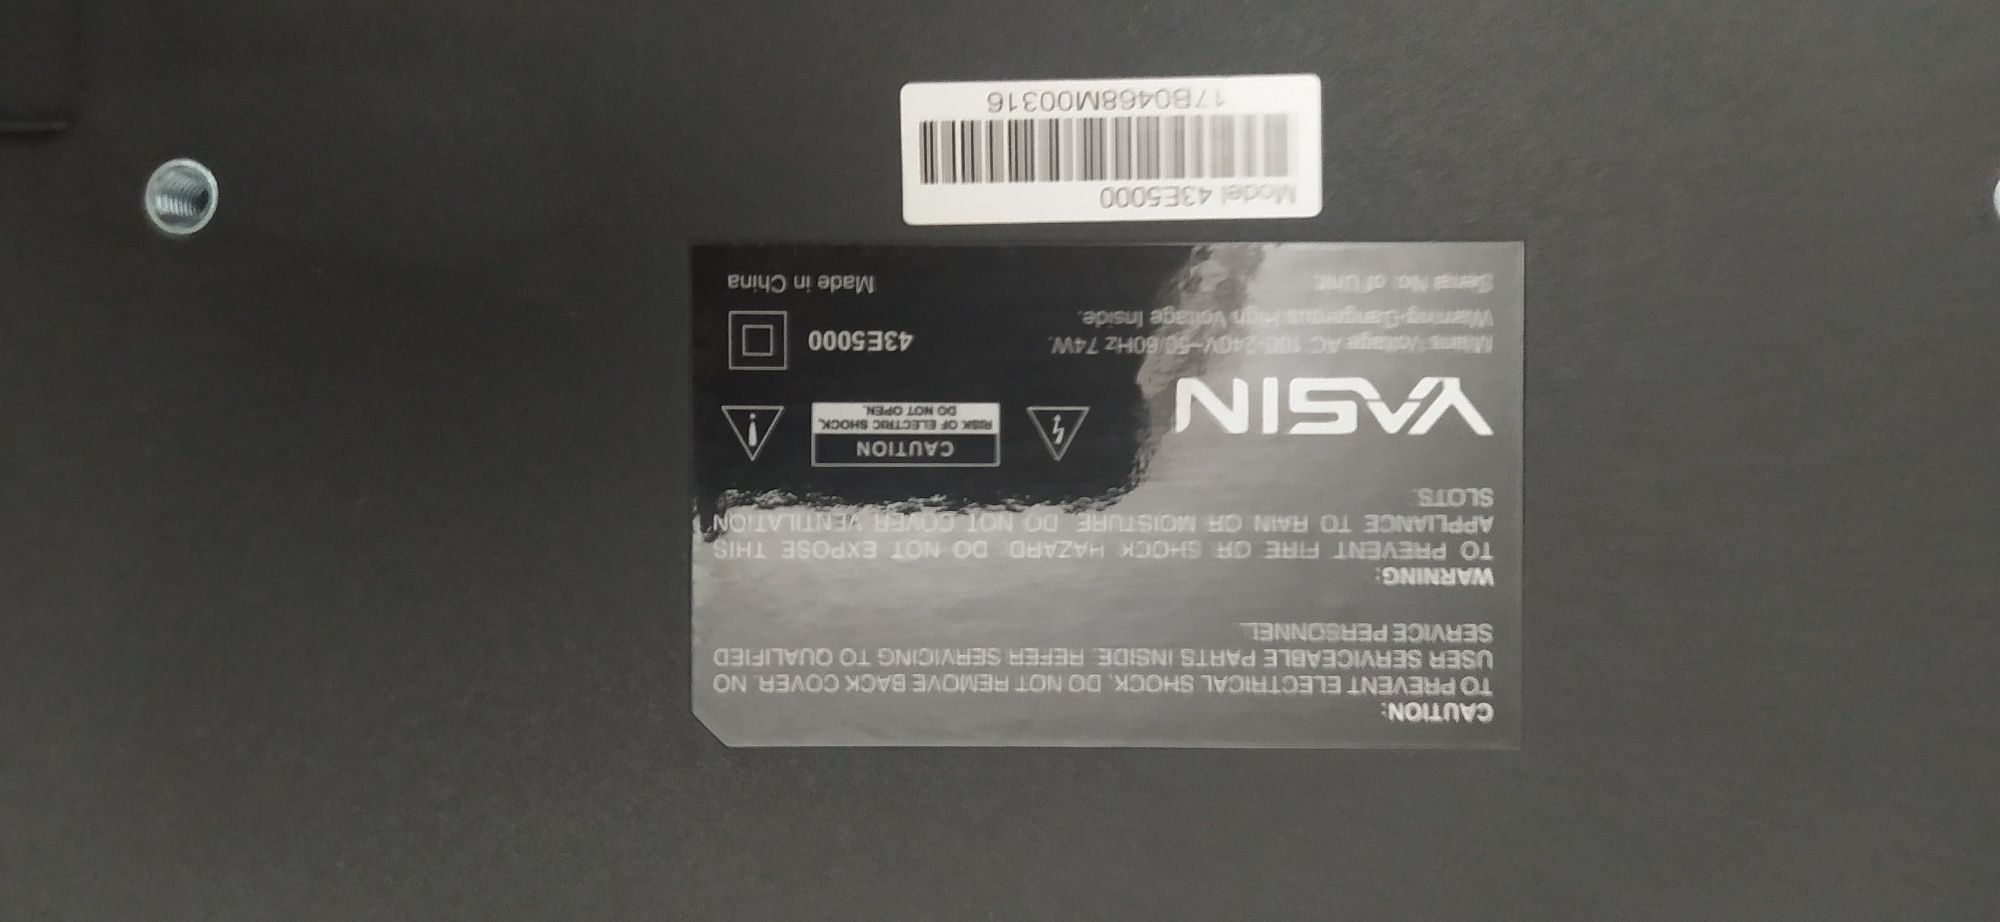 CAUTION:
TO PREVENT ELECTRICAL SHOCK, DO NOT REMOVE BACK COVER. NO
USER SERVICEABLE PARTS INSIDE. REFER SERVICING TO QUALIFIED
SERVICE PERSONNEL.
WARNING:
TO PREVENT FIRE OR SHOCK HAZARD, DO NOT EXPOSE THIS
APPLIANCE TO RAIN OR MOISTURE. DO NOT COVER VENTILATION
SLOTS.
VASIN
CAUTION
RISK OF ELECTRIC SHOCK,
DO NOT OPEN.
Mains Voltage AC 100-240V~50/60Hz 74W.
43E5000
Warning-Dangerous High Voltage Inside.
Serial No. of Unit:
Made in China
Model 43E5000
17B0468M00316